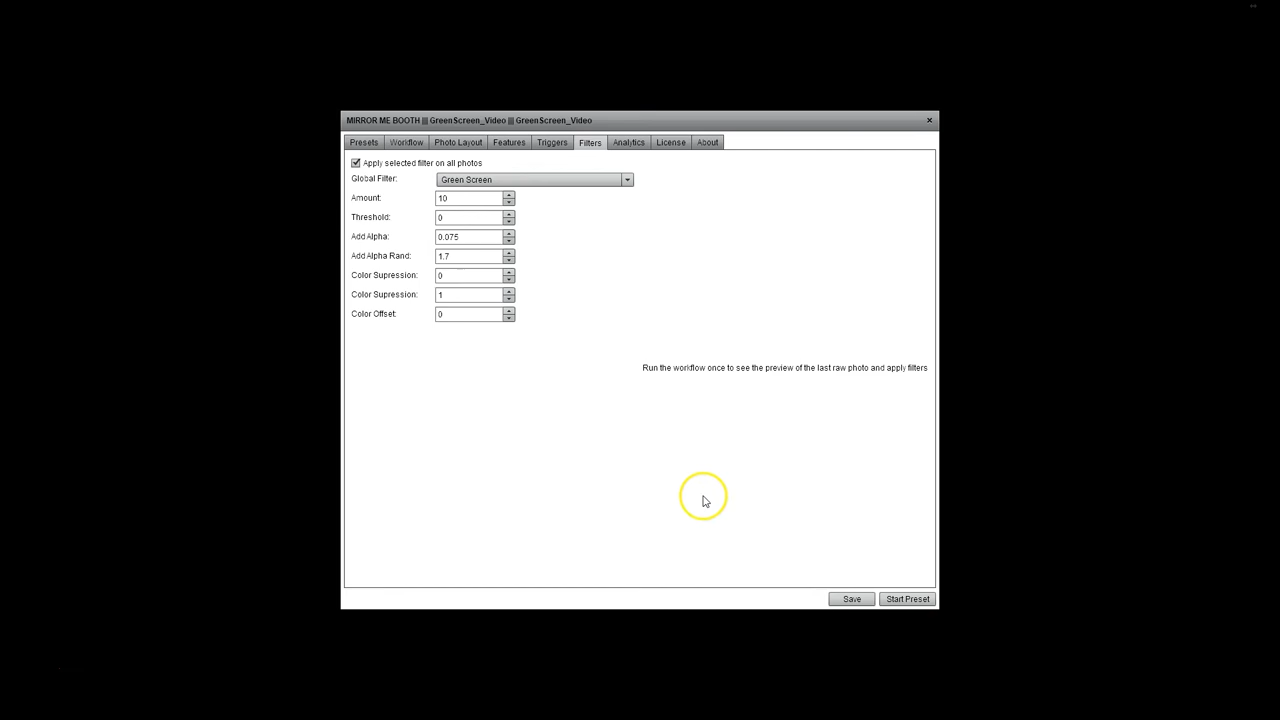 MIRROR ME BOOTH ||| GreenScreen_Video ||| GreenScreen_Video
Presets Workflow Photo Layout Features Triggers Filters Analytics License About
Apply selected filter on all photos
Global Filter: Green Screen
Amount: 10
Threshold: 0
Add Alpha: 0.075
Add Alpha Rand: 1.7
Color Supression: 0
Color Supression: 1
Color Offset: 0
Run the workflow once to see the preview of the last raw photo and apply filters
Save Start Preset